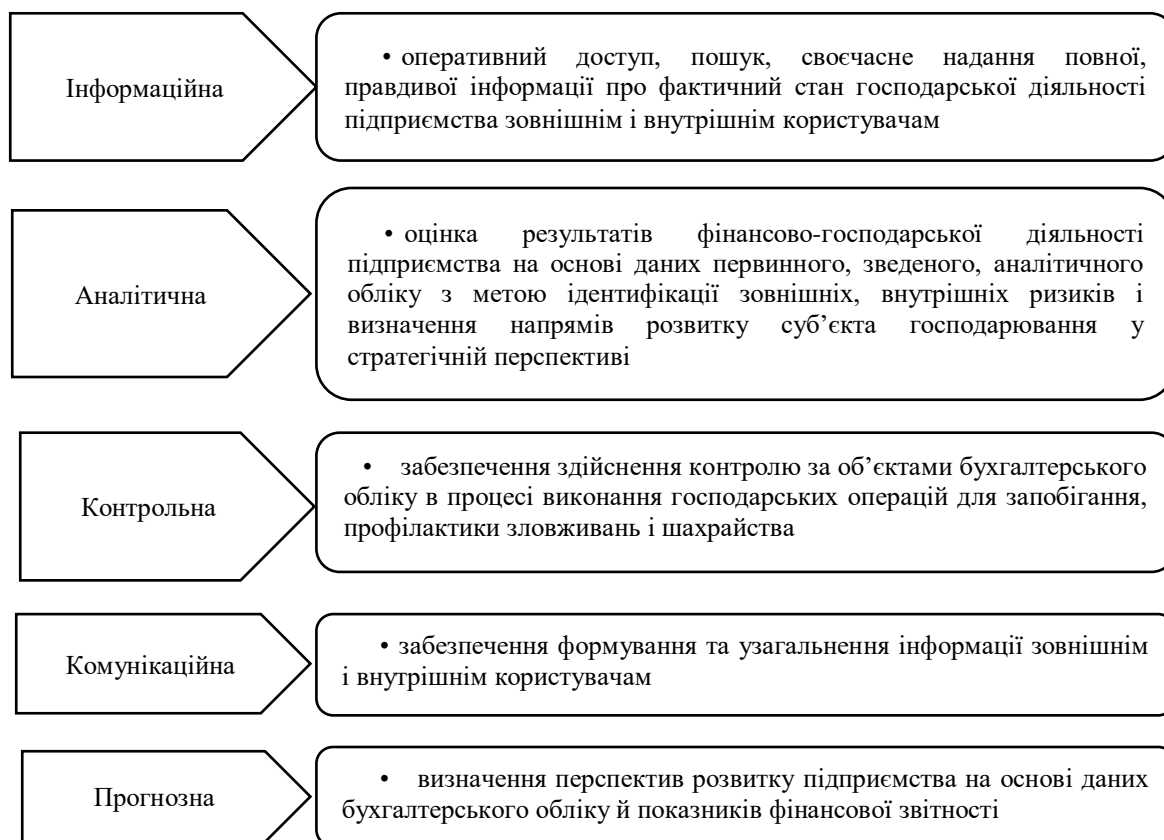 Інформаційна
• оперативний доступ, пошук, своєчасне надання повної,
правдивої інформації про фактичний стан господарської діяльності
підприємства зовнішнім і внутрішнім користувачам
Аналітична
• оцінка результатів фінансово-господарської діяльності
підприємства на основі даних первинного, зведеного, аналітичного
обліку з метою ідентифікації зовнішніх, внутрішніх ризиків і
визначення напрямів розвитку суб’єкта господарювання у
стратегічній перспективі
Контрольна
• забезпечення здійснення контролю за об’єктами бухгалтерського
обліку в процесі виконання господарських операцій для запобігання,
профілактики зловживань і шахрайства
Комунікаційна
• забезпечення формування та узагальнення інформації зовнішнім
і внутрішнім користувачам
Прогнозна
• визначення перспектив розвитку підприємства на основі даних
бухгалтерського обліку й показників фінансової звітності